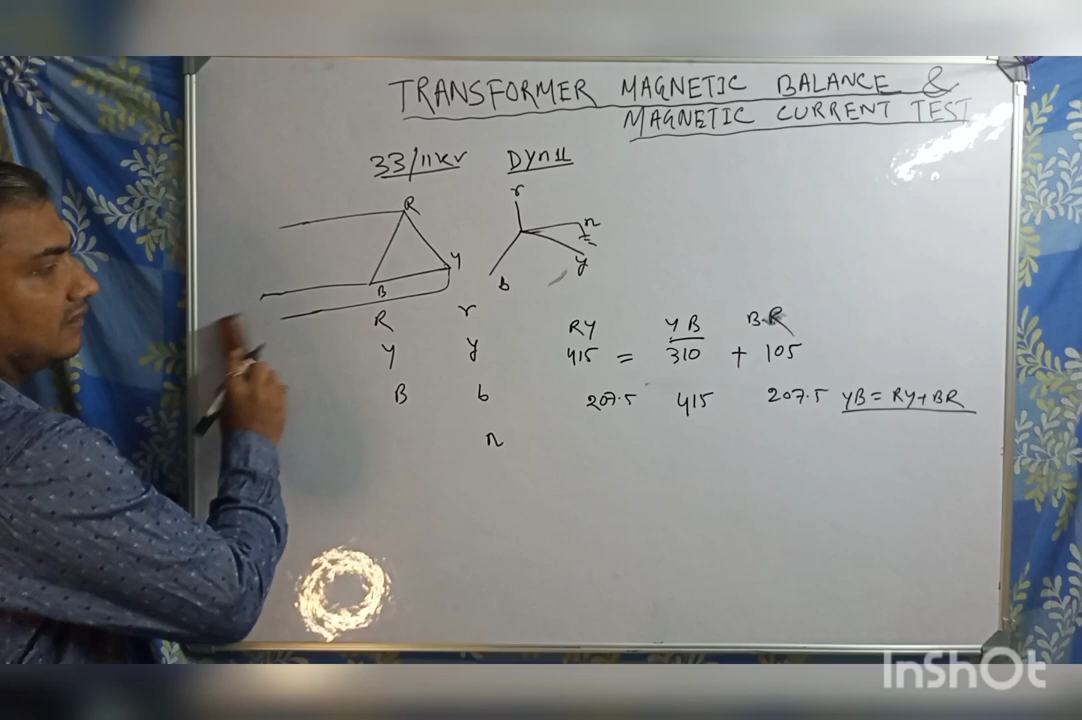 TRANSFORMER MAGNETIC BALANCE &
MAGNETIC CURRENT TEST
33/11KV DYn11
R
Y
B
r
n
y
b
R r
Y y
B b
n
RY YB BR
415 = 310 + 105
207.5 415 207.5 YB = RY+BR
InShOt